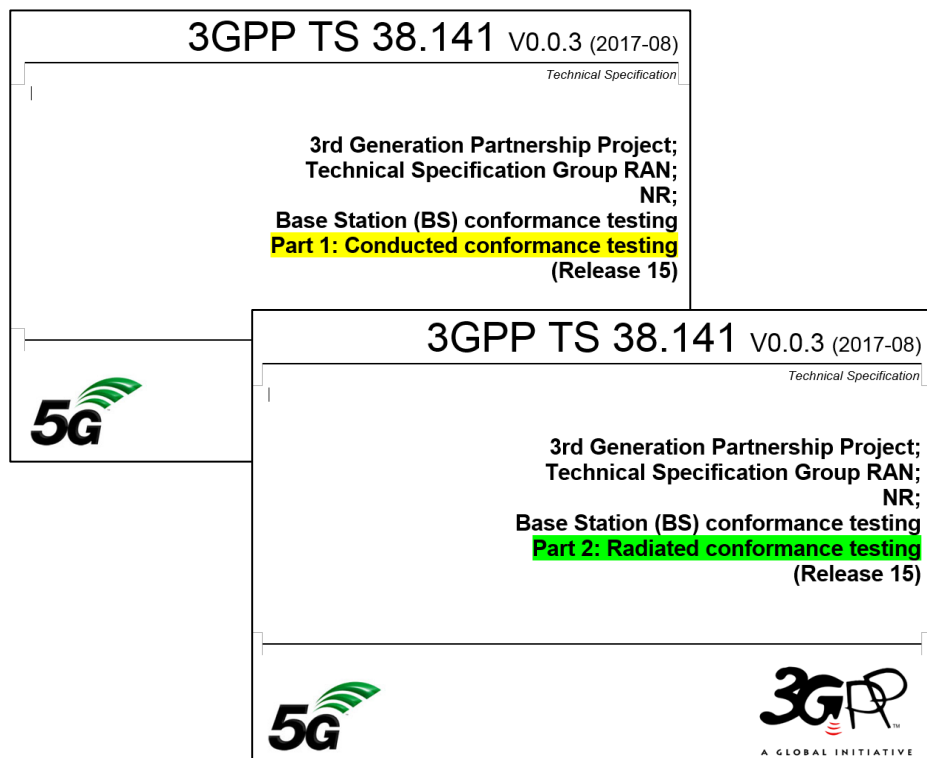 3GPP TS 38.141 V0.0.3 (2017-08)
Technical Specification
3rd Generation Partnership Project;
Technical Specification Group RAN;
NR;
Base Station (BS) conformance testing
Part 1: Conducted conformance testing
(Release 15)
5G
3GPP TS 38.141 V0.0.3 (2017-08)
Technical Specification
3rd Generation Partnership Project;
Technical Specification Group RAN;
NR;
Base Station (BS) conformance testing
Part 2: Radiated conformance testing
(Release 15)
5G
3GPP TM
A GLOBAL INITIATIVE